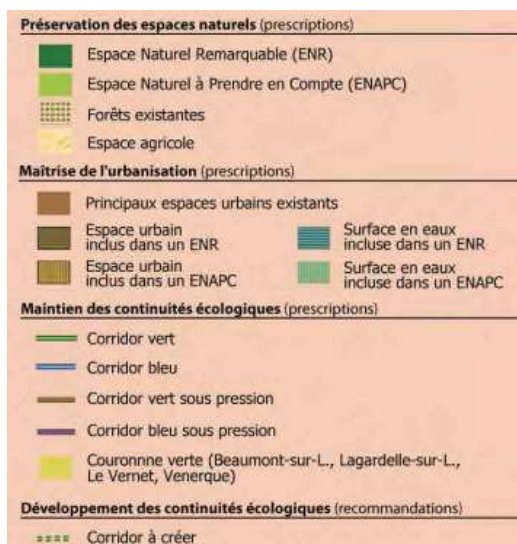 Préservation des espaces naturels (prescriptions)
Espace Naturel Remarquable (ENR)
Espace Naturel à Prendre en Compte (ENAPC)
Forêts existantes
Espace agricole
Maîtrise de l'urbanisation (prescriptions)
Principaux espaces urbains existants
Espace urbain
inclus dans un ENR
Surface en eaux
incluse dans un ENR
Espace urbain
inclus dans un ENAPC
Surface en eaux
incluse dans un ENAPC
Maintien des continuités écologiques (prescriptions)
Corridor vert
Corridor bleu
Corridor vert sous pression
Corridor bleu sous pression
Couronnne verte (Beaumont-sur-L., Lagardelle-sur-L.,
Le Vernet, Venerque)
Développement des continuités écologiques (recommandations)
Corridor à créer